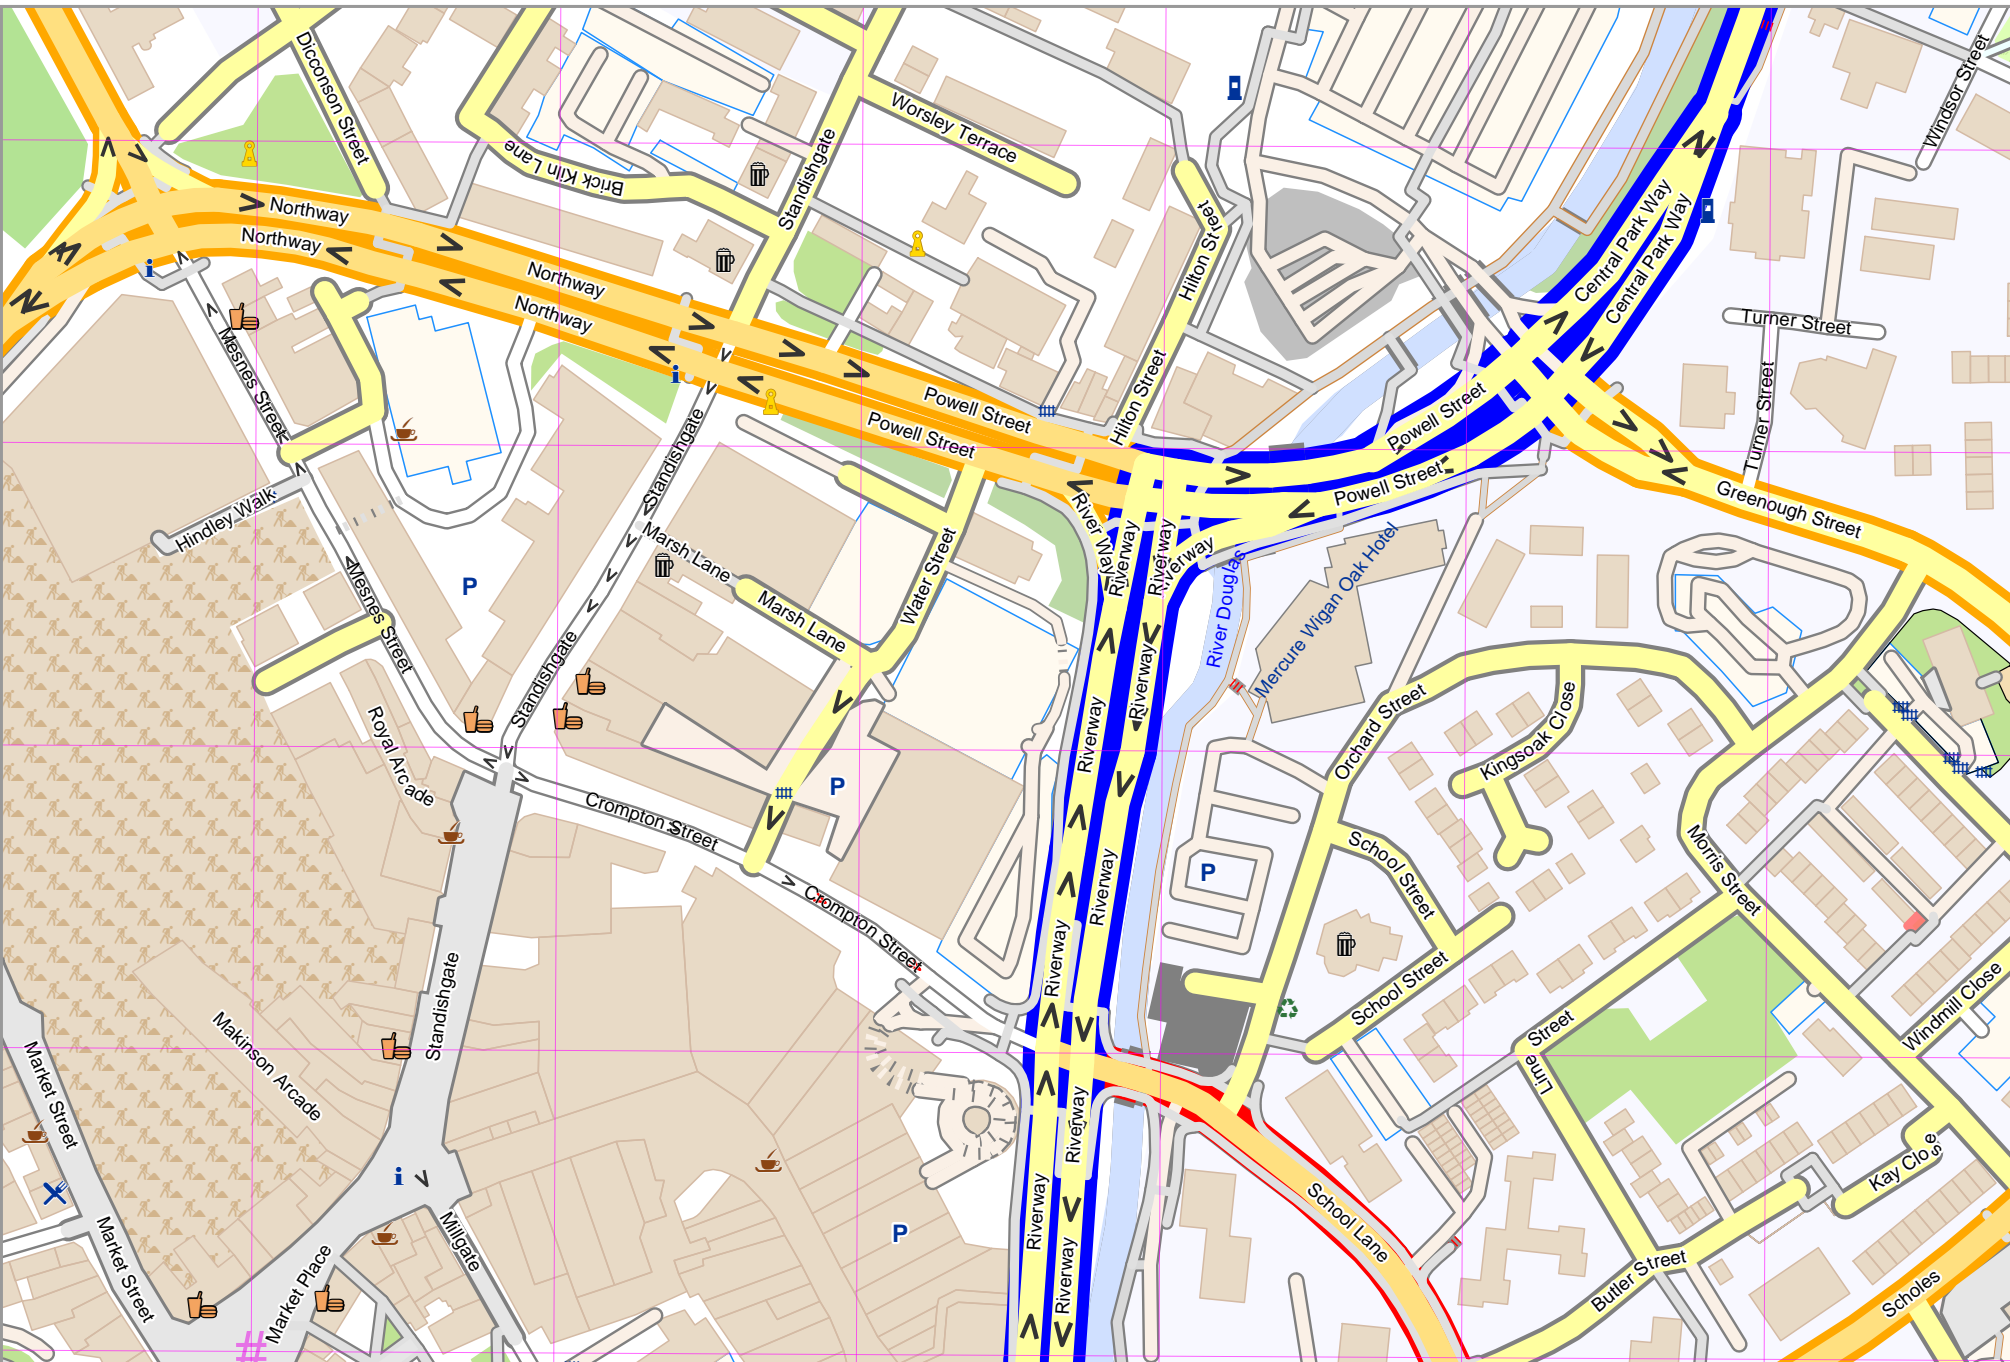 Dicconson Street
Windsor Street
Worsley Terrace
Brick Kiln Lane
Standishgate
Northway
Northway
Northway
Northway
Hilton Street
Hilton Street
Central Park Way
Central Park Way
Turner Street
Turner Street
Mesnes Street
Powell Street
Powell Street
Powell Street
Powell Street
Greenough Street
Standishgate
Hindley Walk
Marsh Lane
Marsh Lane
Water Street
River Way
Riverway
Riverway
Riverway
River Douglas
Mercure Wigan Oak Hotel
P
Mesnes Street
Standishgate
Riverway
Riverway
Orchard Street
Kingsoak Close
Royal Arcade
Crompton Street
P
Crompton Street
Riverway
Riverway
P
School Street
School Street
Morris Street
Windmill Close
Standishgate
Makinson Arcade
Market Street
Market Street
Market Place
Millgate
P
Riverway
Riverway
Riverway
School Lane
Lime
Street
Kay Close
Butler Street
Scholes